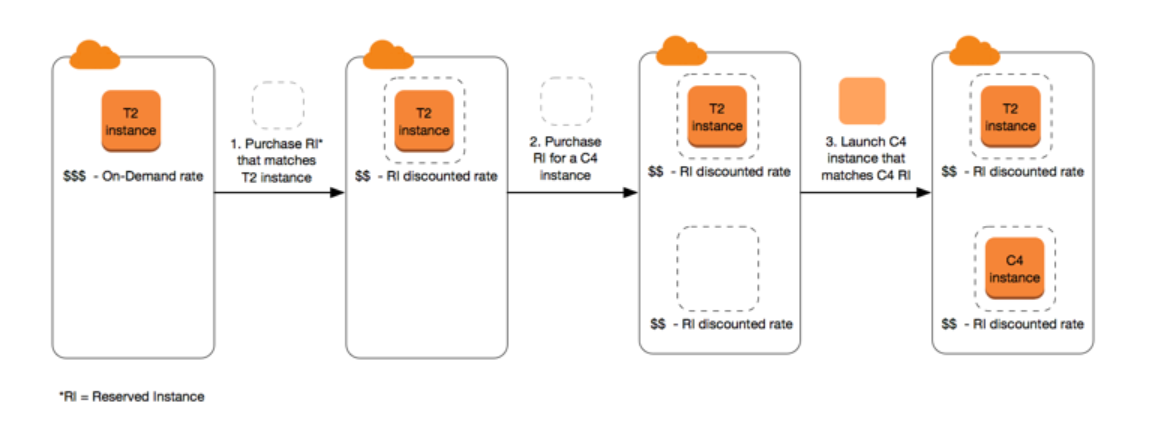 T2
instance
$$$ - On-Demand rate
1. Purchase RI*
that matches
T2 instance
T2
instance
$$ - RI discounted rate
2. Purchase
RI for a C4
instance
T2
instance
$$ - RI discounted rate
$$ - RI discounted rate
3. Launch C4
instance that
matches C4 RI
T2
instance
$$ - RI discounted rate
C4
instance
$$ - RI discounted rate
*RI = Reserved Instance